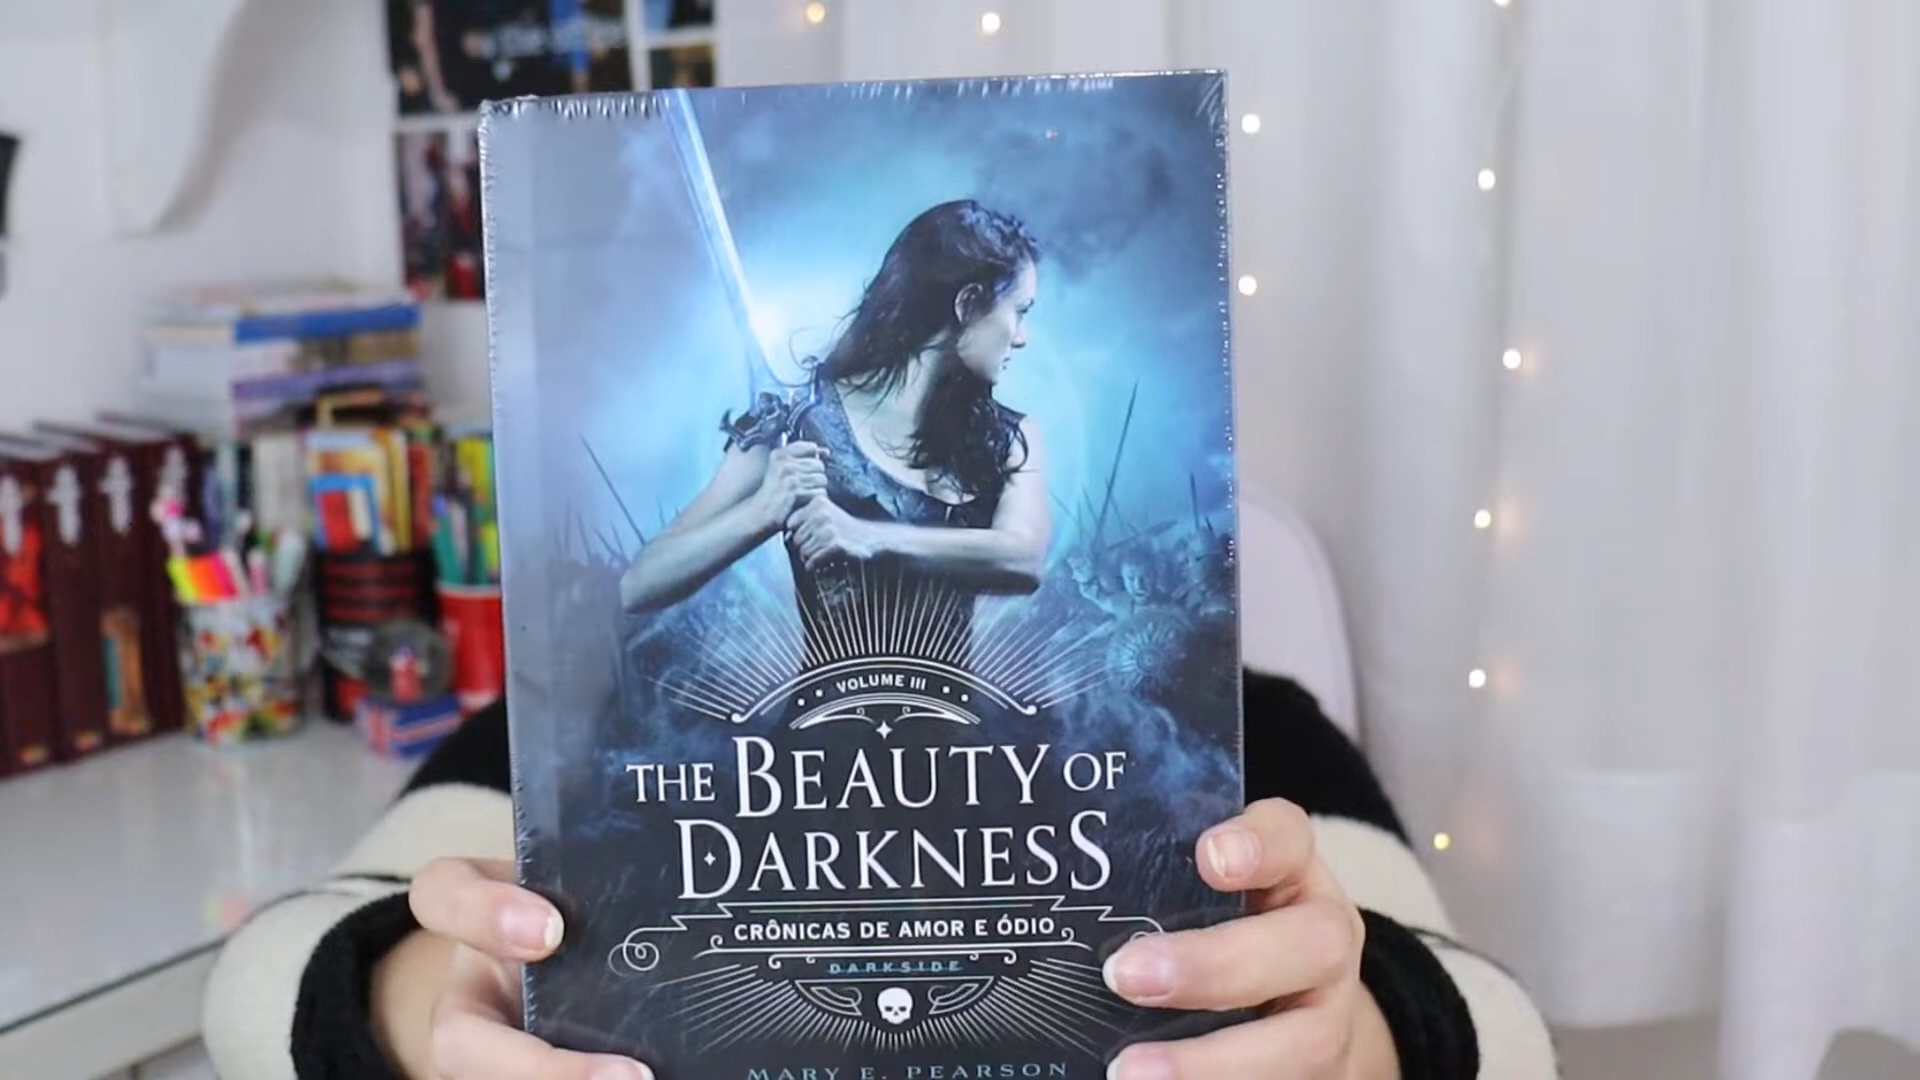 VOLUME III
THE BEAUTY OF
DARKNESS
CRÔNICAS DE AMOR E ÓDIO
DARKSIDE
MARY E. PEARSON